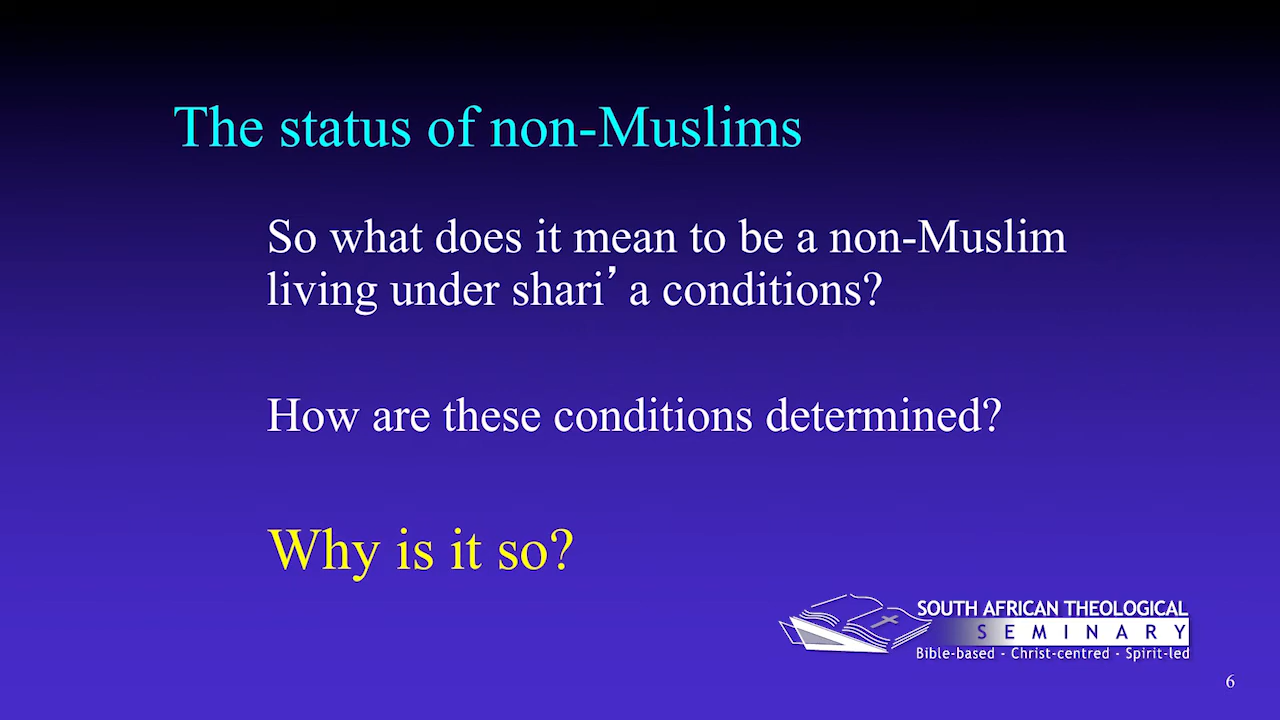 The status of non-Muslims
So what does it mean to be a non-Muslim
living under shari’a conditions?
How are these conditions determined?
Why is it so?
SOUTH AFRICAN THEOLOGICAL
SEMINARY
Bible-based - Christ-centred - Spirit-led
6